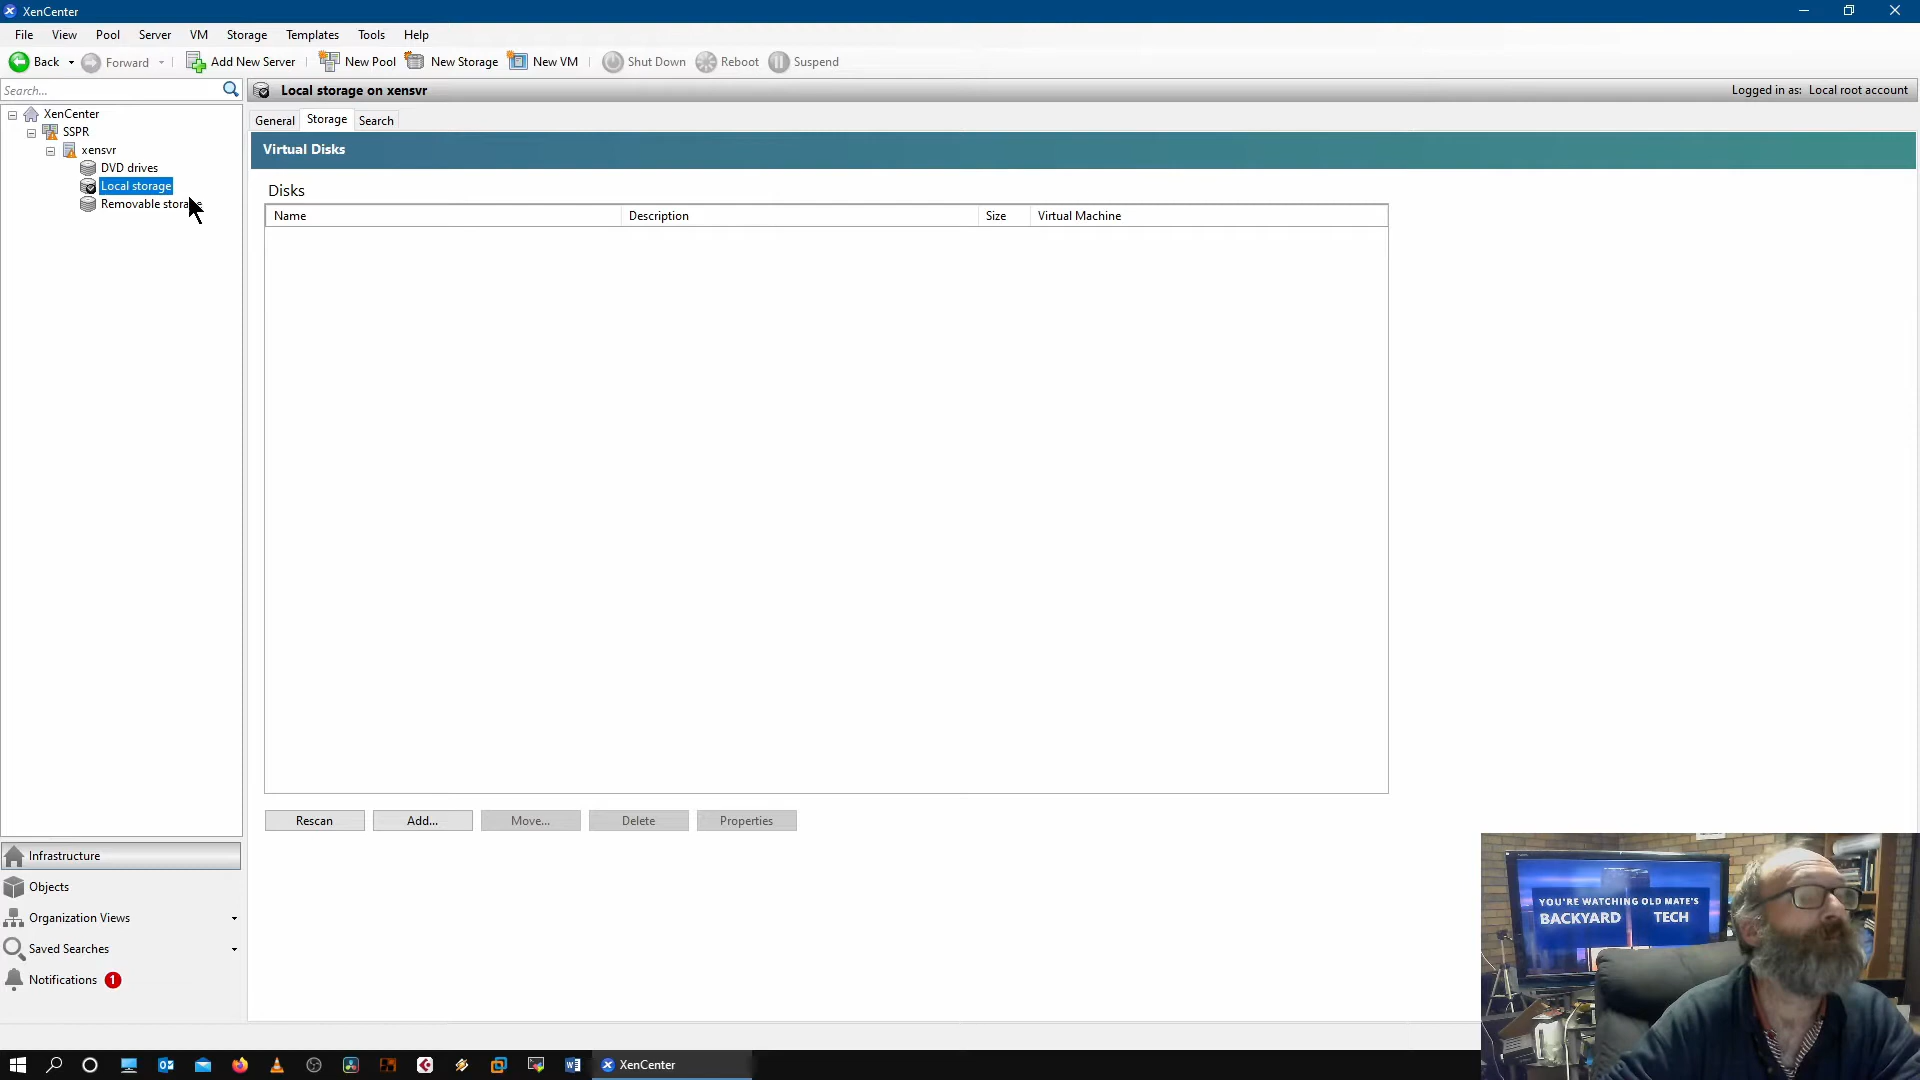 XenCenter
File View Pool Server VM Storage Templates Tools Help
Back Forward Add New Server New Pool New Storage New VM Shut Down Reboot Suspend
Search...
Local storage on xensvr
Logged in as: Local root account
XenCenter
SSPR
xensvr
DVD drives
Local storage
Removable storage
General Storage Search
Virtual Disks
Disks
Name Description Size Virtual Machine
Rescan Add... Move... Delete Properties
Infrastructure
Objects
Organization Views
Saved Searches
Notifications 1
YOU'RE WATCHING OLD MATE'S
BACKYARD TECH
XenCenter